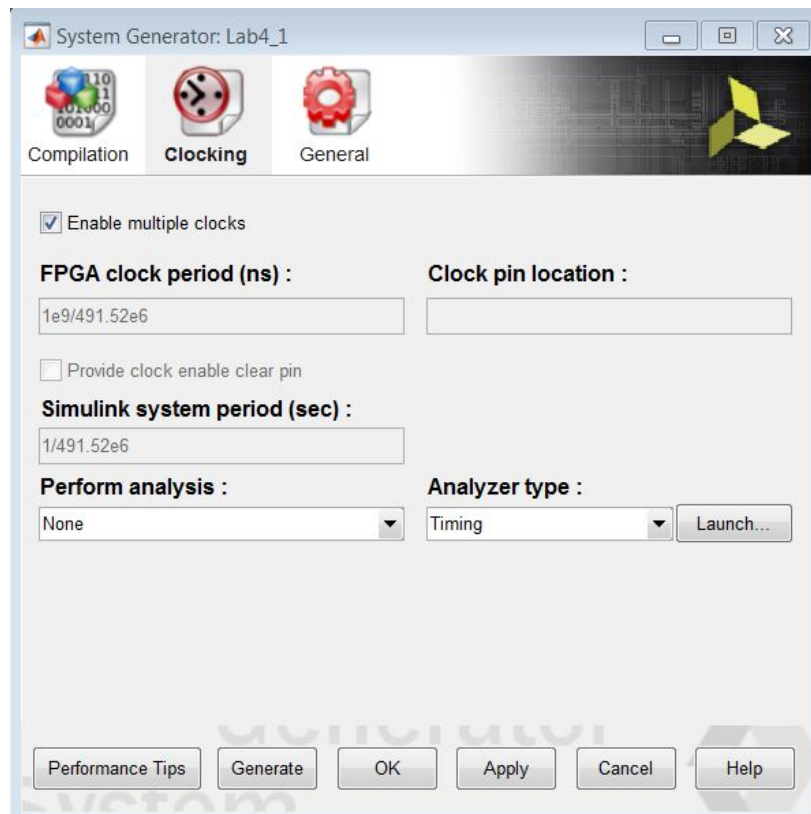 System Generator: Lab4_1
Compilation
Clocking
General
Enable multiple clocks
FPGA clock period (ns) :
Clock pin location :
1e9/491.52e6
Provide clock enable clear pin
Simulink system period (sec) :
1/491.52e6
Perform analysis :
Analyzer type :
None
Timing
Launch...
Generator
Performance Tips
Generate
OK
Apply
Cancel
Help
System